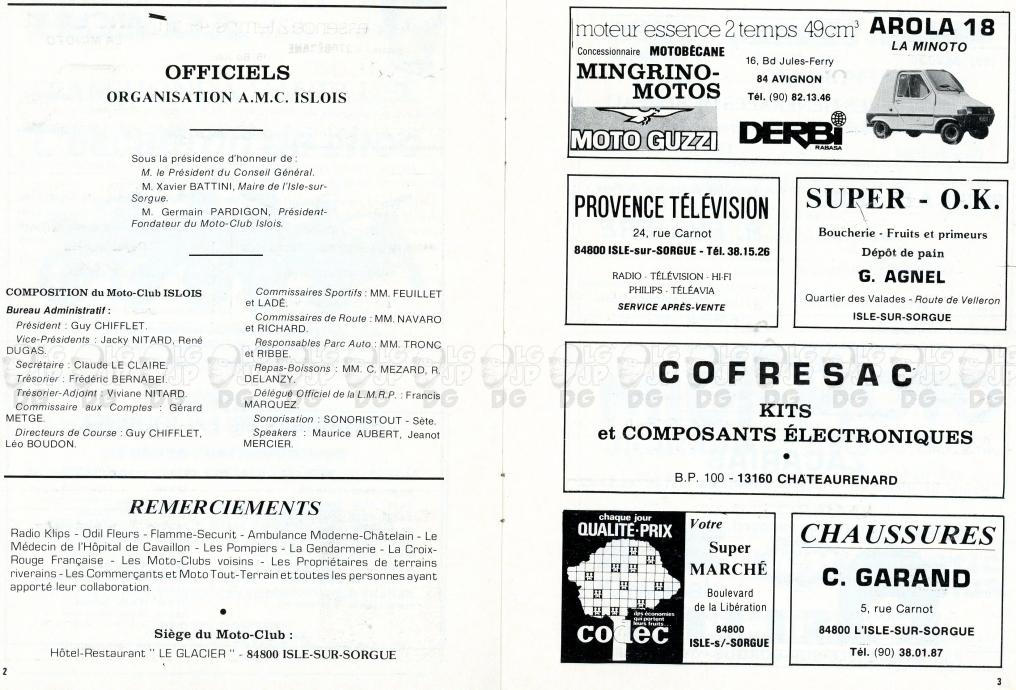 OFFICIELS
ORGANISATION A.M.C. ISLOIS
Sous la présidence d'honneur de :
M. le Président du Conseil Général.
M. Xavier BATTINI, Maire de l'Isle-sur-
Sorgue.
M. Germain PARDIGON, Président-
Fondateur du Moto-Club Islois.
COMPOSITION du Moto-Club ISLOIS
Bureau Administratif :
Président : Guy CHIFFLET.
Vice-Présidents : Jacky NITARD, René
DUGAS.
Secrétaire : Claude LE CLAIRE.
Trésorier : Frédéric BERNABEI.
Trésorier-Adjoint : Viviane NITARD.
Commissaire aux Comptes : Gérard
METGE.
Directeurs de Course : Guy CHIFFLET,
Léo BOUDON.
Commissaires Sportifs : MM. FEUILLET
et LADÉ.
Commissaires de Route : MM. NAVARO
et RICHARD.
Responsables Parc Auto : MM. TRONC
et RIBBE.
Repas-Boissons : MM. C. MEZARD, R.
DELANZY.
Délégué Officiel de la L.M.R.P. : Francis
MARQUEZ.
Sonorisation : SONORISTOUT - Sète.
Speakers : Maurice AUBERT, Jeanot
MERCIER.
REMERCIEMENTS
Radio Klips - Odil Fleurs - Flamme-Securit - Ambulance Moderne-Châtelain - Le
Médecin de l'Hôpital de Cavaillon - Les Pompiers - La Gendarmerie - La Croix-
Rouge Française - Les Moto-Clubs voisins - Les Propriétaires de terrains
riverains - Les Commerçants et Moto Tout-Terrain et toutes les personnes ayant
apporté leur collaboration.
Siège du Moto-Club :
Hôtel-Restaurant " LE GLACIER " - 84800 ISLE-SUR-SORGUE
2
moteur essence 2 temps 49cm3
AROLA 18
LA MINOTO
Concessionnaire MOTOBÉCANE
MINGRINO-
MOTOS
16, Bd Jules-Ferry
84 AVIGNON
Tél. (90) 82.13.46
MOTO GUZZI
DERBI
RABASA
PROVENCE TÉLÉVISION
24, rue Carnot
84800 ISLE-sur-SORGUE - Tél. 38.15.26
RADIO - TÉLÉVISION - HI-FI
PHILIPS - TÉLÉAVIA
SERVICE APRÈS-VENTE
SUPER - O.K.
Boucherie - Fruits et primeurs
Dépôt de pain
G. AGNEL
Quartier des Valades - Route de Velleron
ISLE-SUR-SORGUE
COFRESAC
KITS
et COMPOSANTS ÉLECTRONIQUES
B.P. 100 - 13160 CHATEAURENARD
chaque jour
QUALITÉ-PRIX
des économies
qui portent
leurs fruits...
codec
Votre
Super
MARCHÉ
Boulevard
de la Libération
84800
ISLE-s/-SORGUE
CHAUSSURES
C. GARAND
5, rue Carnot
84800 L'ISLE-SUR-SORGUE
Tél. (90) 38.01.87
3